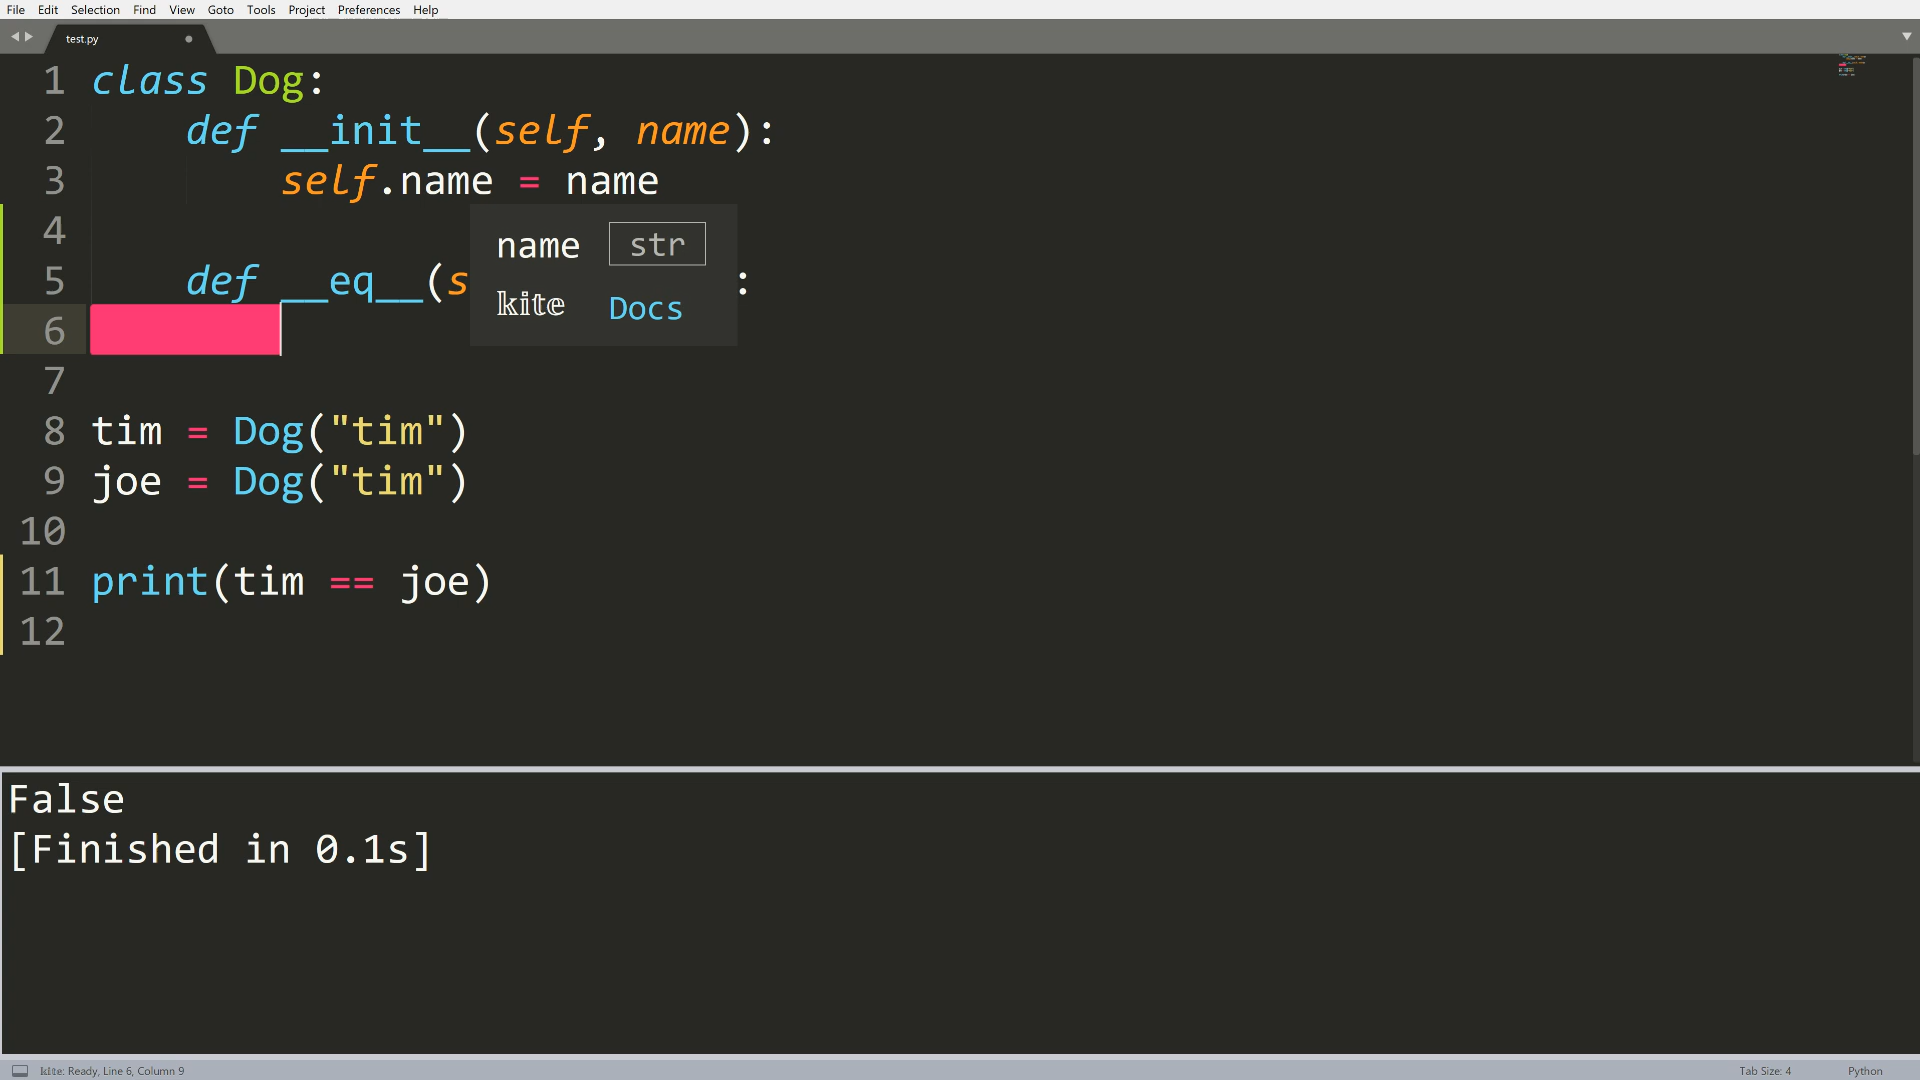 File Edit Selection Find View Goto Tools Project Preferences Help
test.py
1 class Dog:
2 def __init__(self, name):
3 self.name = name
4
5 def __eq__(s :
name str
kite Docs
6
7
8 tim = Dog("tim")
9 joe = Dog("tim")
10
11 print(tim == joe)
12
False
[Finished in 0.1s]
kite: Ready, Line 6, Column 9 Tab Size: 4 Python